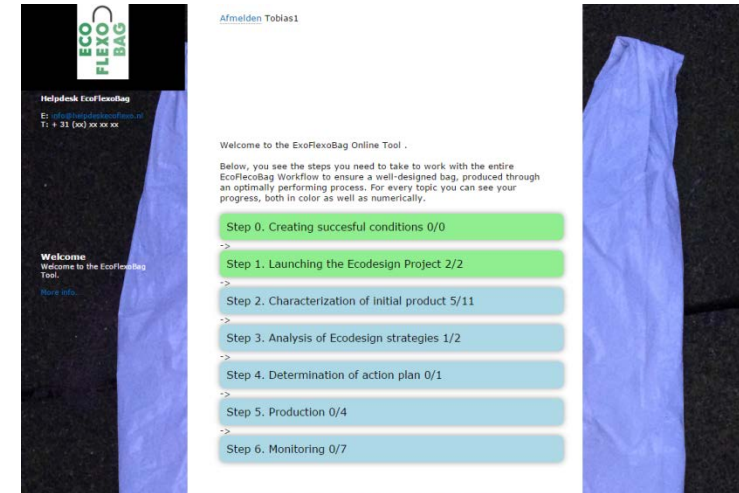 ECO
FLEXO
BAG
Helpdesk EcoFlexoBag
E: info@helpdeskecoflexo.nl
T: + 31 (xx) xx xx xx
Welcome
Welcome to the EcoFlexoBag
Tool.
More info.
Afmelden Tobias1
Welcome to the ExoFlexoBag Online Tool .
Below, you see the steps you need to take to work with the entire
EcoFlecoBag Workflow to ensure a well-designed bag, produced through
an optimally performing process. For every topic you can see your
progress, both in color as well as numerically.
Step 0. Creating succesful conditions 0/0
->
Step 1. Launching the Ecodesign Project 2/2
->
Step 2. Characterization of initial product 5/11
->
Step 3. Analysis of Ecodesign strategies 1/2
->
Step 4. Determination of action plan 0/1
->
Step 5. Production 0/4
->
Step 6. Monitoring 0/7